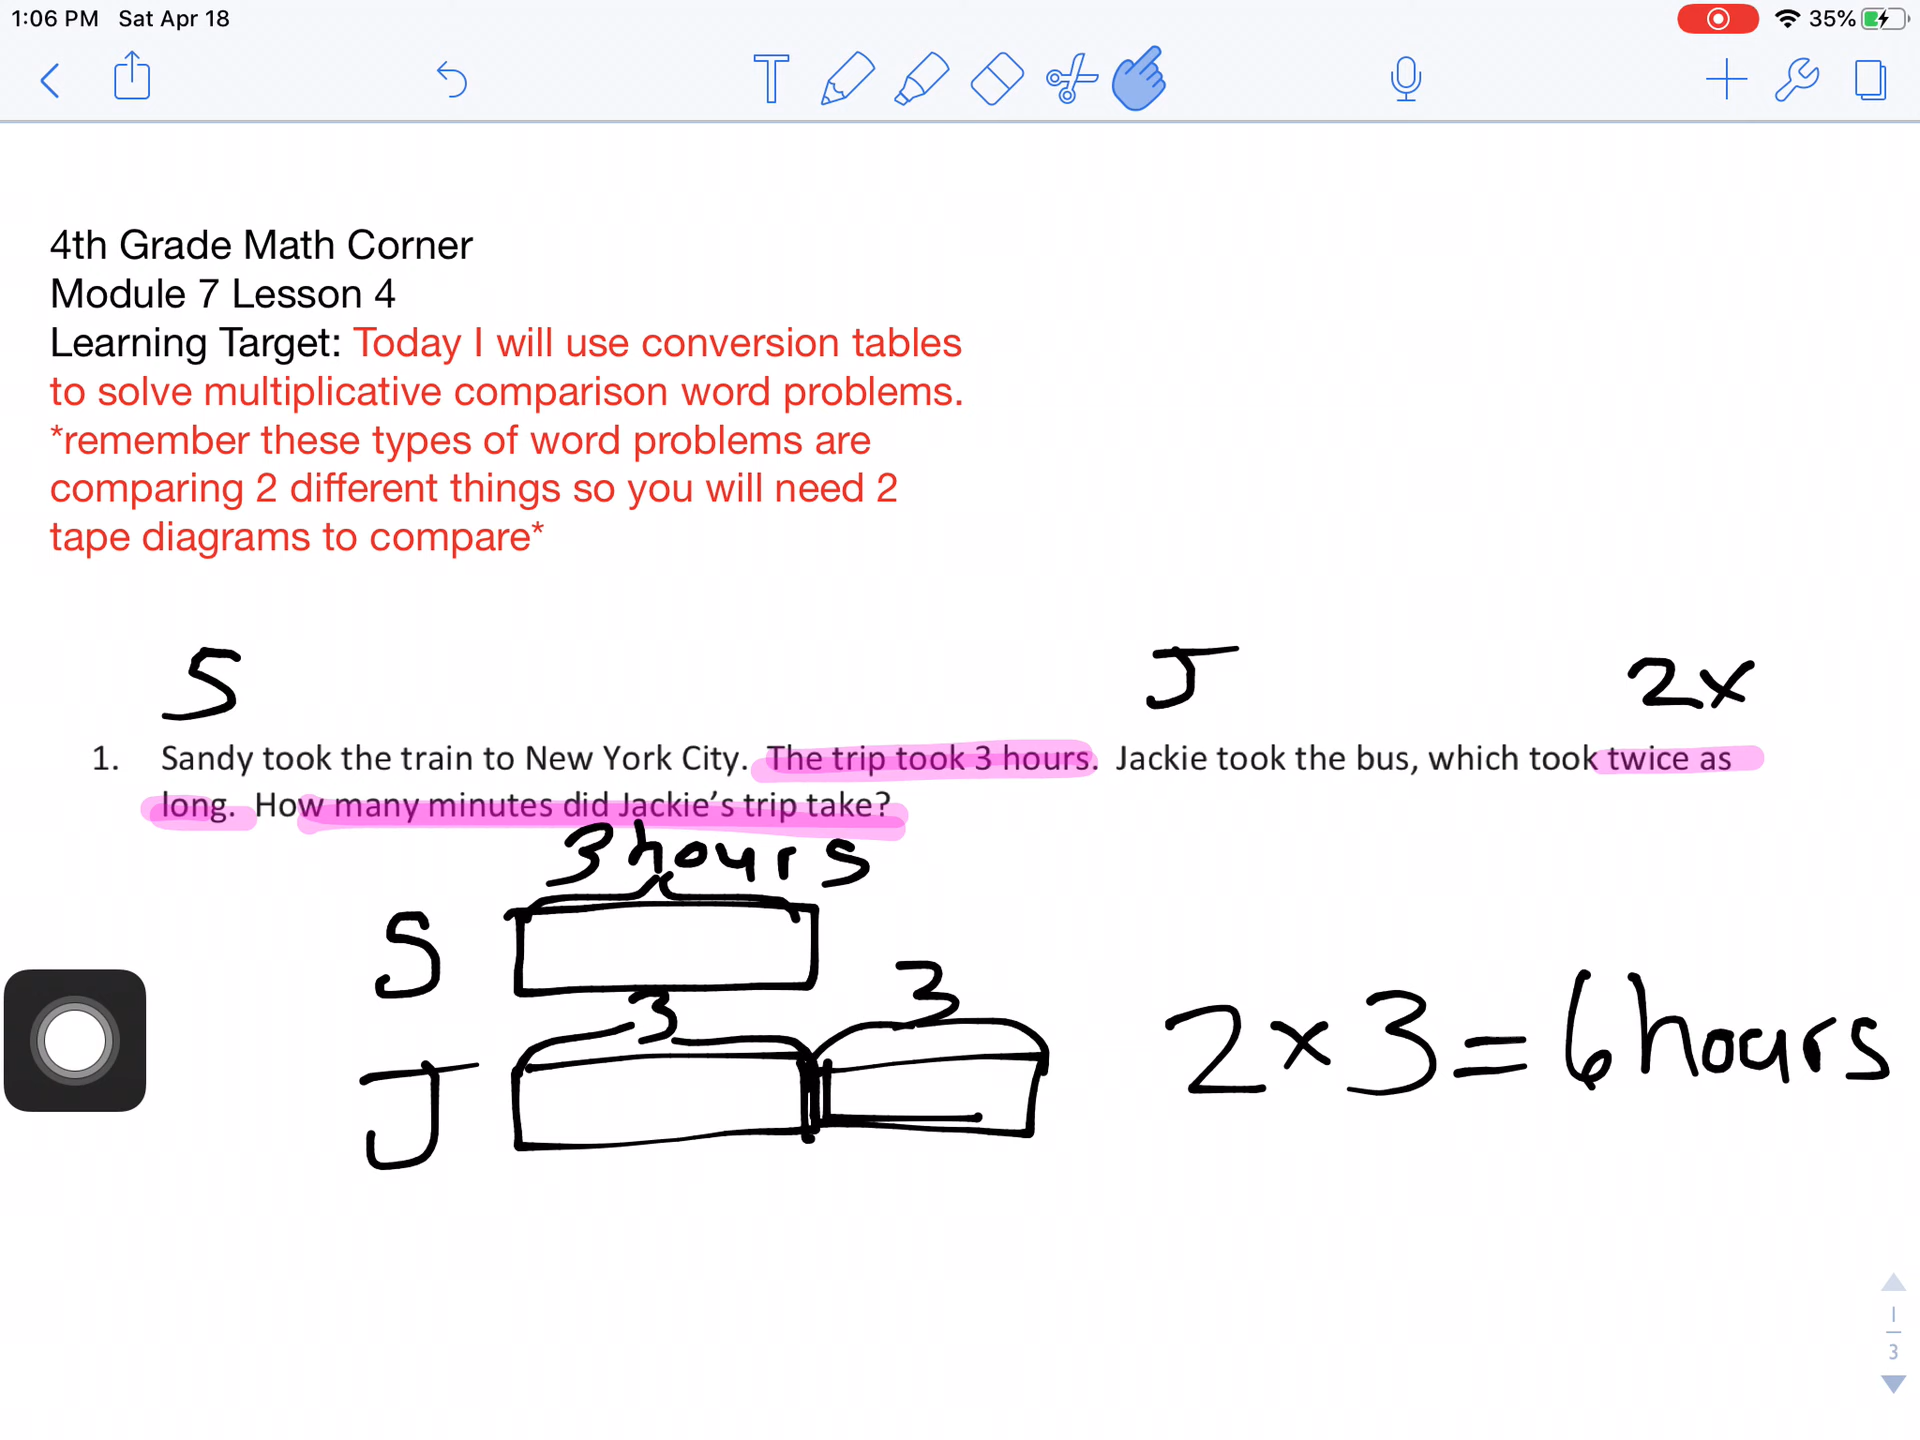 1:06 PM Sat Apr 18
35%
T
4th Grade Math Corner
Module 7 Lesson 4
Learning Target: Today I will use conversion tables
to solve multiplicative comparison word problems.
*remember these types of word problems are
comparing 2 different things so you will need 2
tape diagrams to compare*
S J 2x
1. Sandy took the train to New York City. The trip took 3 hours. Jackie took the bus, which took twice as
long. How many minutes did Jackie's trip take?
3 hours
S
3 3
J
2 x 3 = 6 hours
1
3